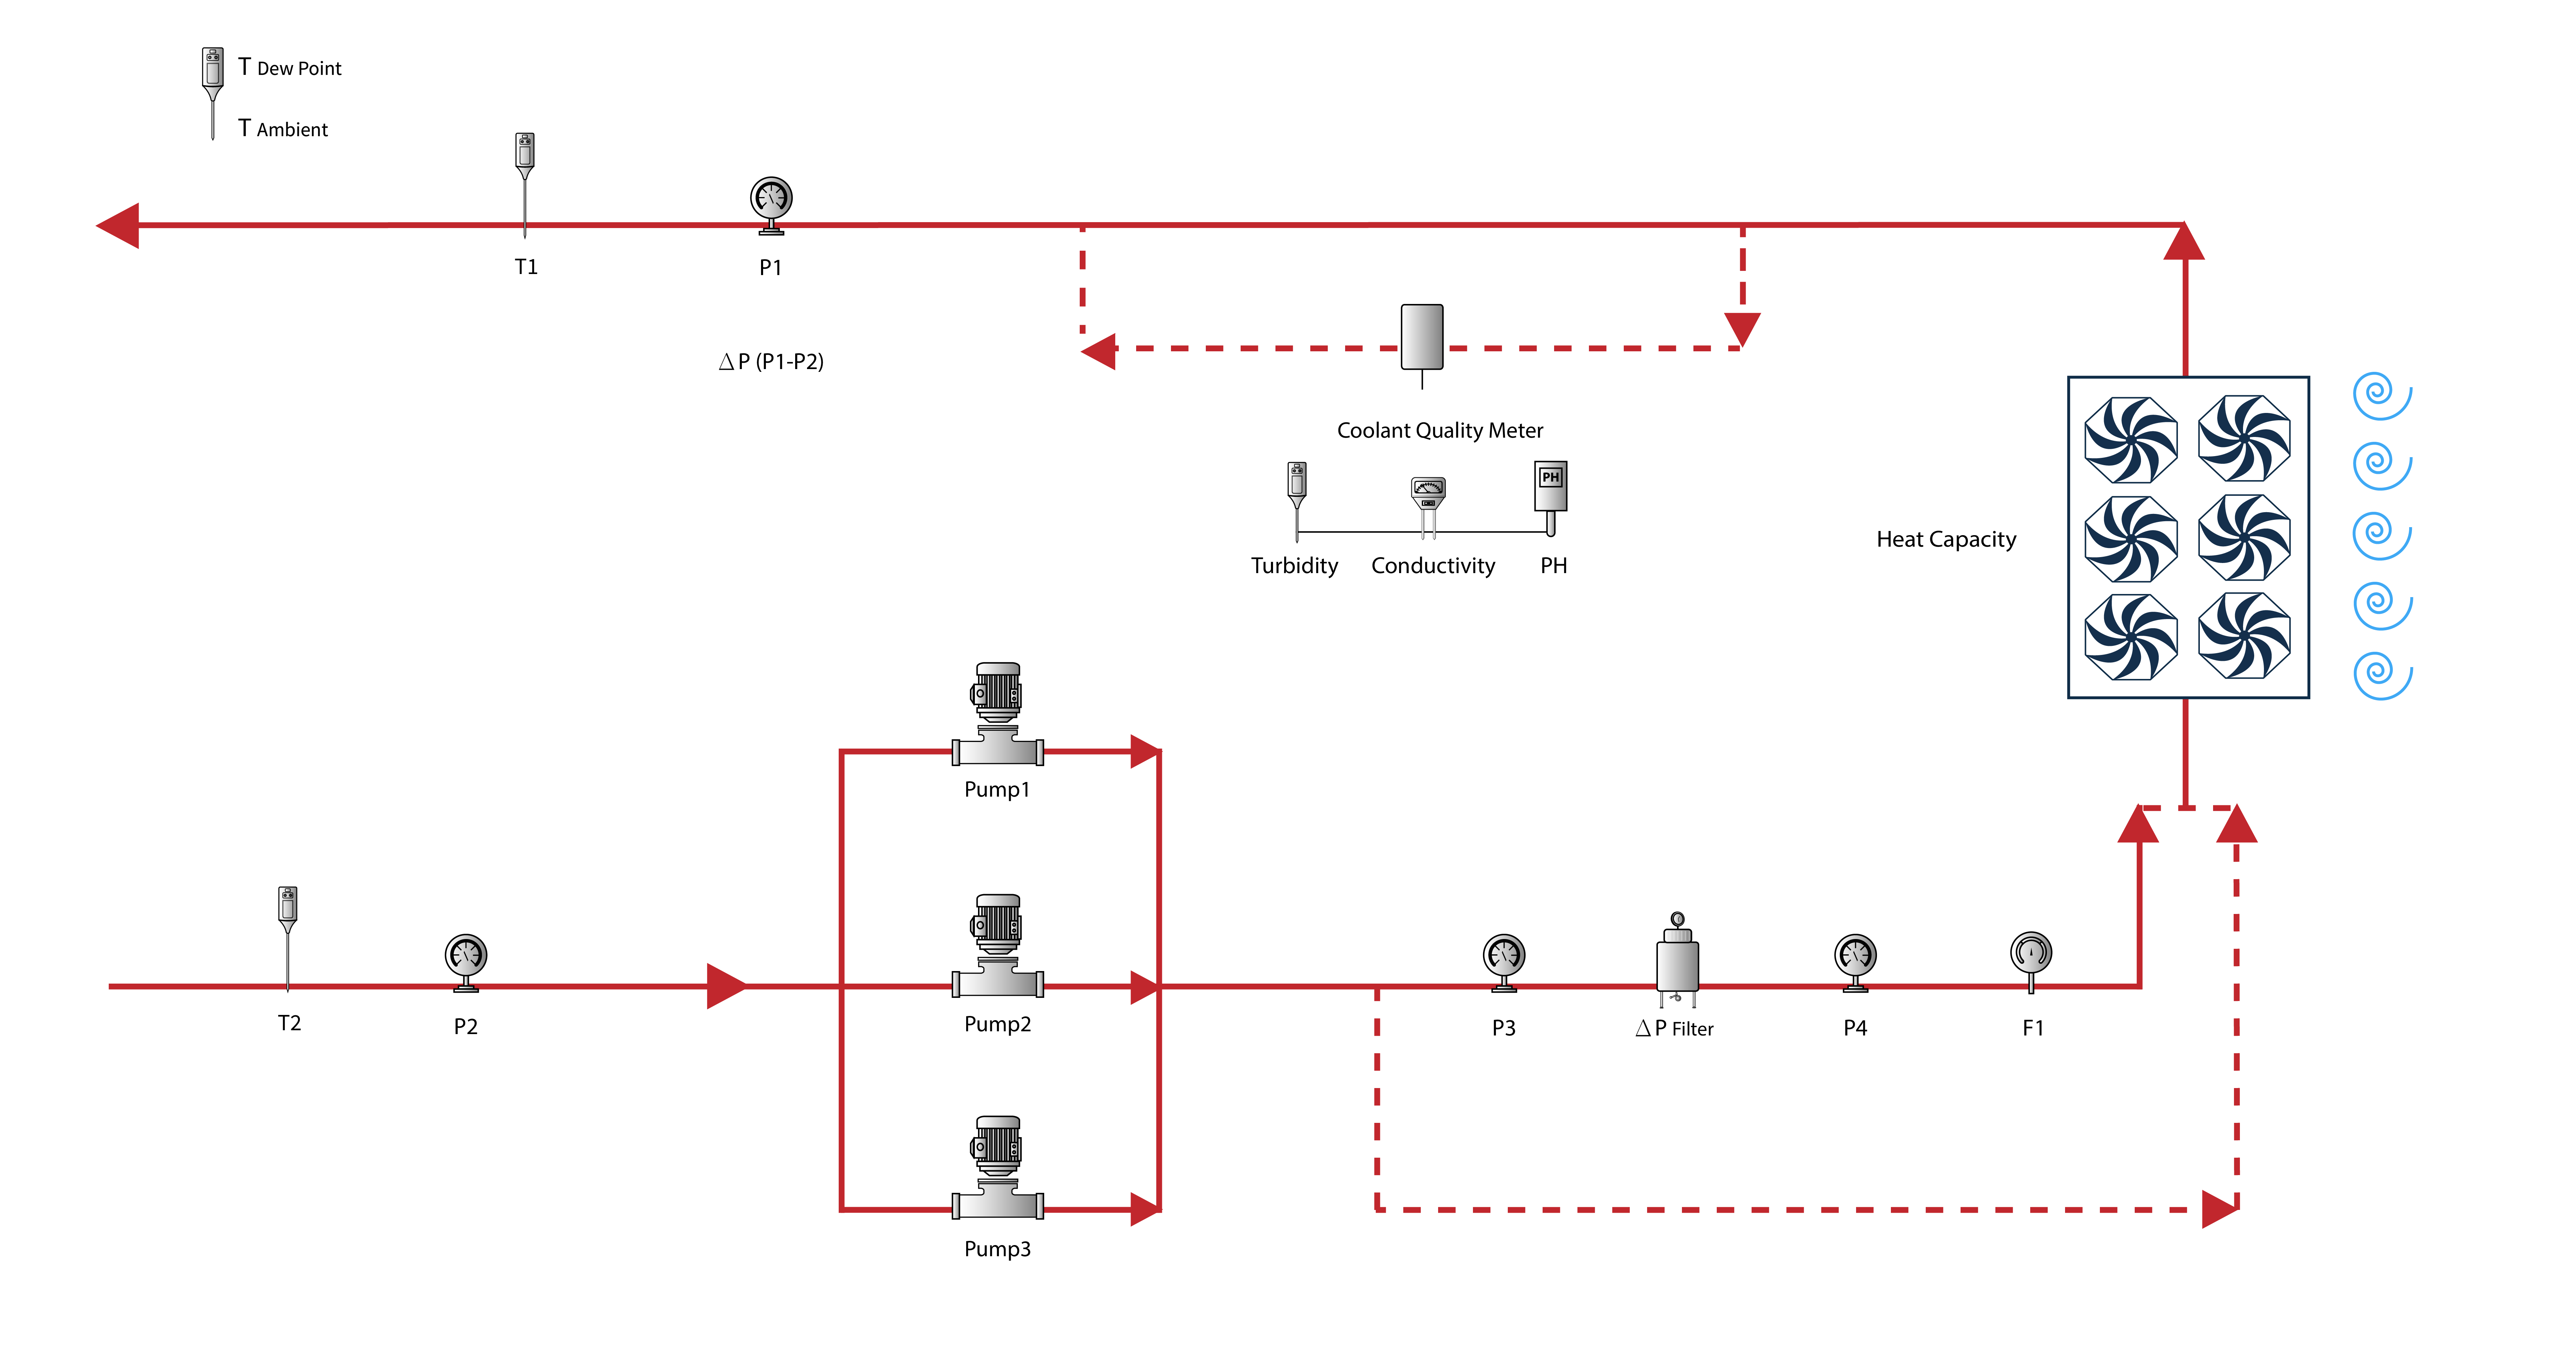 T Dew Point
T Ambient
T1
P1
Δ P (P1-P2)
Coolant Quality Meter
PH
Turbidity
Conductivity
PH
Heat Capacity
Pump1
T2
P2
Pump2
P3
Δ P Filter
P4
F1
Pump3